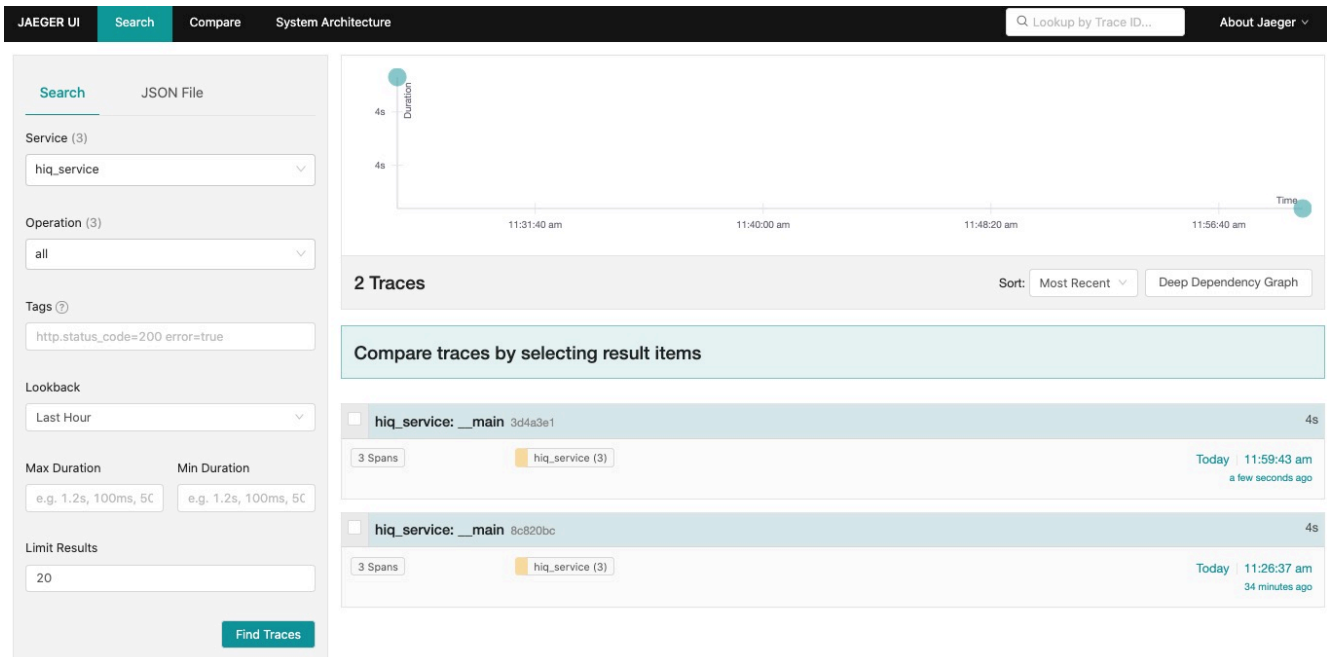 JAEGER UI Search Compare System Architecture Lookup by Trace ID... About Jaeger
Search JSON File
Service (3)
hiq_service
Operation (3)
all
Tags ?
http.status_code=200 error=true
Lookback
Last Hour
Max Duration Min Duration
e.g. 1.2s, 100ms, 50 e.g. 1.2s, 100ms, 50
Limit Results
20
Find Traces
Duration
4s
4s
Time
11:31:40 am 11:40:00 am 11:48:20 am 11:56:40 am
2 Traces Sort: Most Recent Deep Dependency Graph
Compare traces by selecting result items
hiq_service: __main 3d4a3e1 4s
3 Spans hiq_service (3) Today 11:59:43 am
a few seconds ago
hiq_service: __main 8c820bc 4s
3 Spans hiq_service (3) Today 11:26:37 am
34 minutes ago